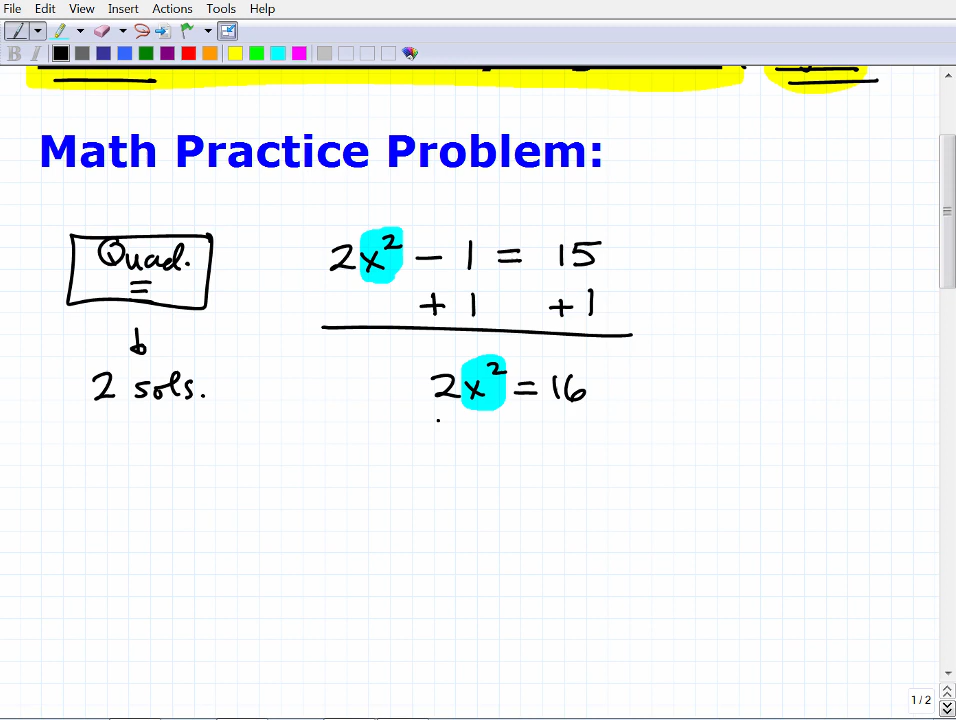 File Edit View Insert Actions Tools Help
B I
Math Practice Problem:
Quad.
=
2 sols.
2x² - 1 = 15
+ 1 + 1
2x² = 16
1 / 2